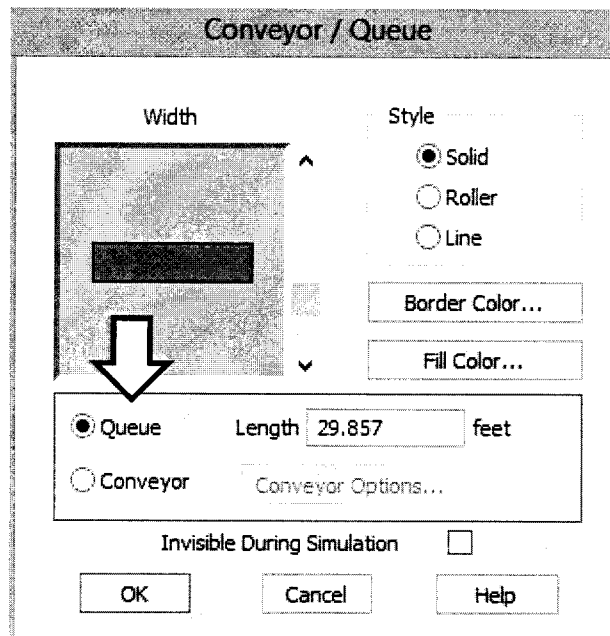 Conveyor / Queue
Width
Style
Solid
Roller
Line
Border Color...
Fill Color...
Queue Length 29.857 feet
Conveyor Conveyor Options...
Invisible During Simulation
OK Cancel Help